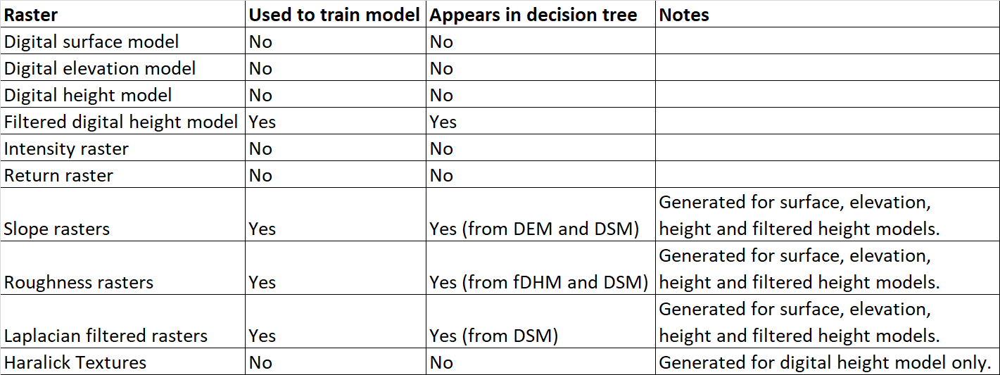 Raster Used to train model Appears in decision tree Notes
Digital surface model No No
Digital elevation model No No
Digital height model No No
Filtered digital height model Yes Yes
Intensity raster No No
Return raster No No
Generated for surface, elevation,
Slope rasters Yes Yes (from DEM and DSM) height and filtered height models.
Generated for surface, elevation,
Roughness rasters Yes Yes (from fDHM and DSM) height and filtered height models.
Generated for surface, elevation,
Laplacian filtered rasters Yes Yes (from DSM) height and filtered height models.
Haralick Textures No No Generated for digital height model only.